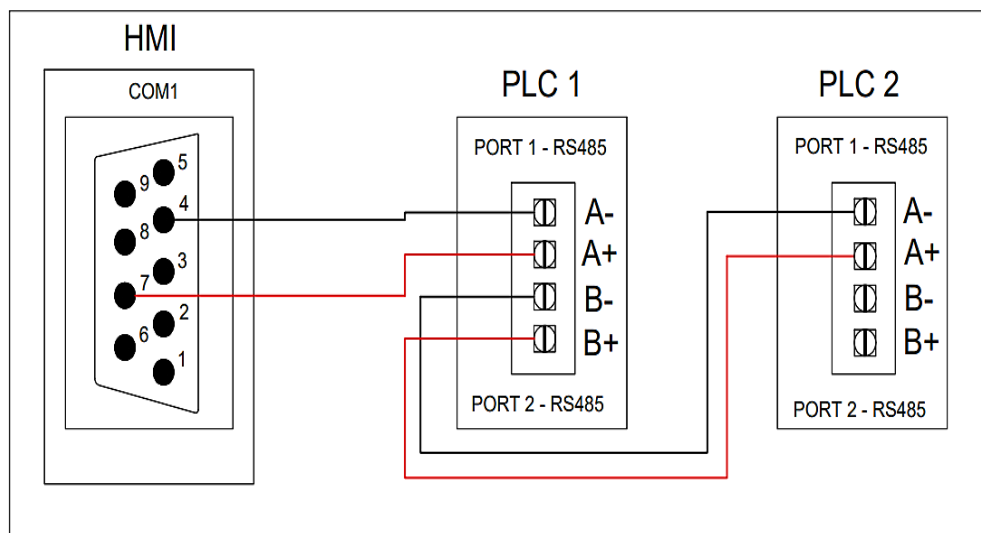 HMI
COM1
5
9
4
8
3
7
2
6
1
PLC 1
PORT 1 - RS485
A-
A+
B-
B+
PORT 2 - RS485
PLC 2
PORT 1 - RS485
A-
A+
B-
B+
PORT 2 - RS485